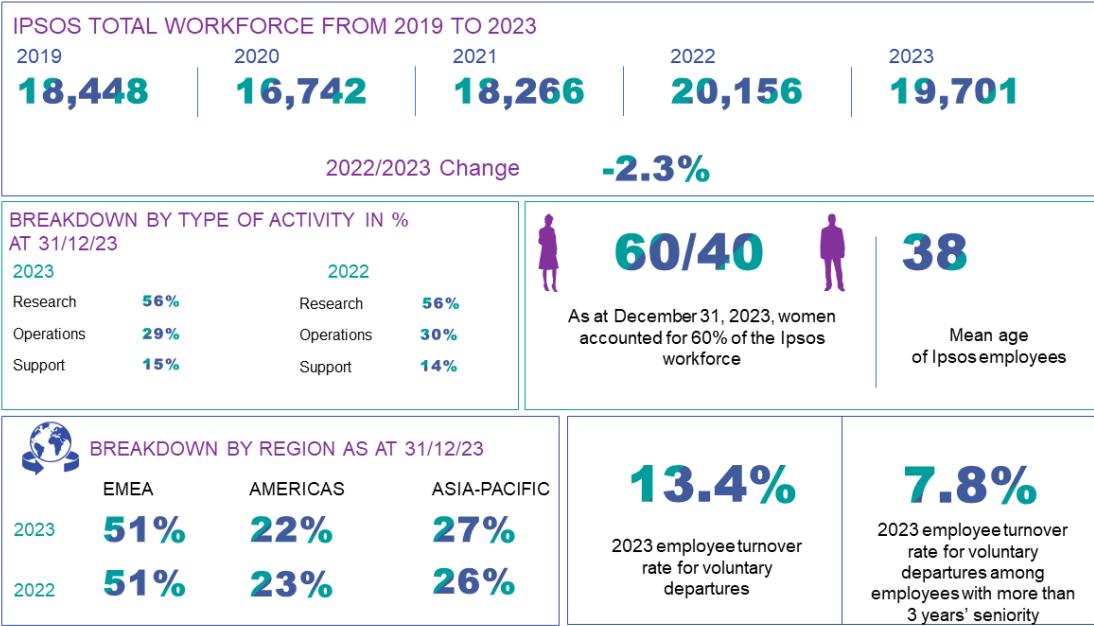 IPSOS TOTAL WORKFORCE FROM 2019 TO 2023
2019 2020 2021 2022 2023
18,448 16,742 18,266 20,156 19,701
2022/2023 Change -2.3%
BREAKDOWN BY TYPE OF ACTIVITY IN %
AT 31/12/23
2023 2022
Research 56% Research 56%
Operations 29% Operations 30%
Support 15% Support 14%
60/40
As at December 31, 2023, women
accounted for 60% of the Ipsos
workforce
38
Mean age
of Ipsos employees
BREAKDOWN BY REGION AS AT 31/12/23
EMEA AMERICAS ASIA-PACIFIC
2023 51% 22% 27%
2022 51% 23% 26%
13.4%
2023 employee turnover
rate for voluntary
departures
7.8%
2023 employee turnover
rate for voluntary
departures among
employees with more than
3 years’ seniority